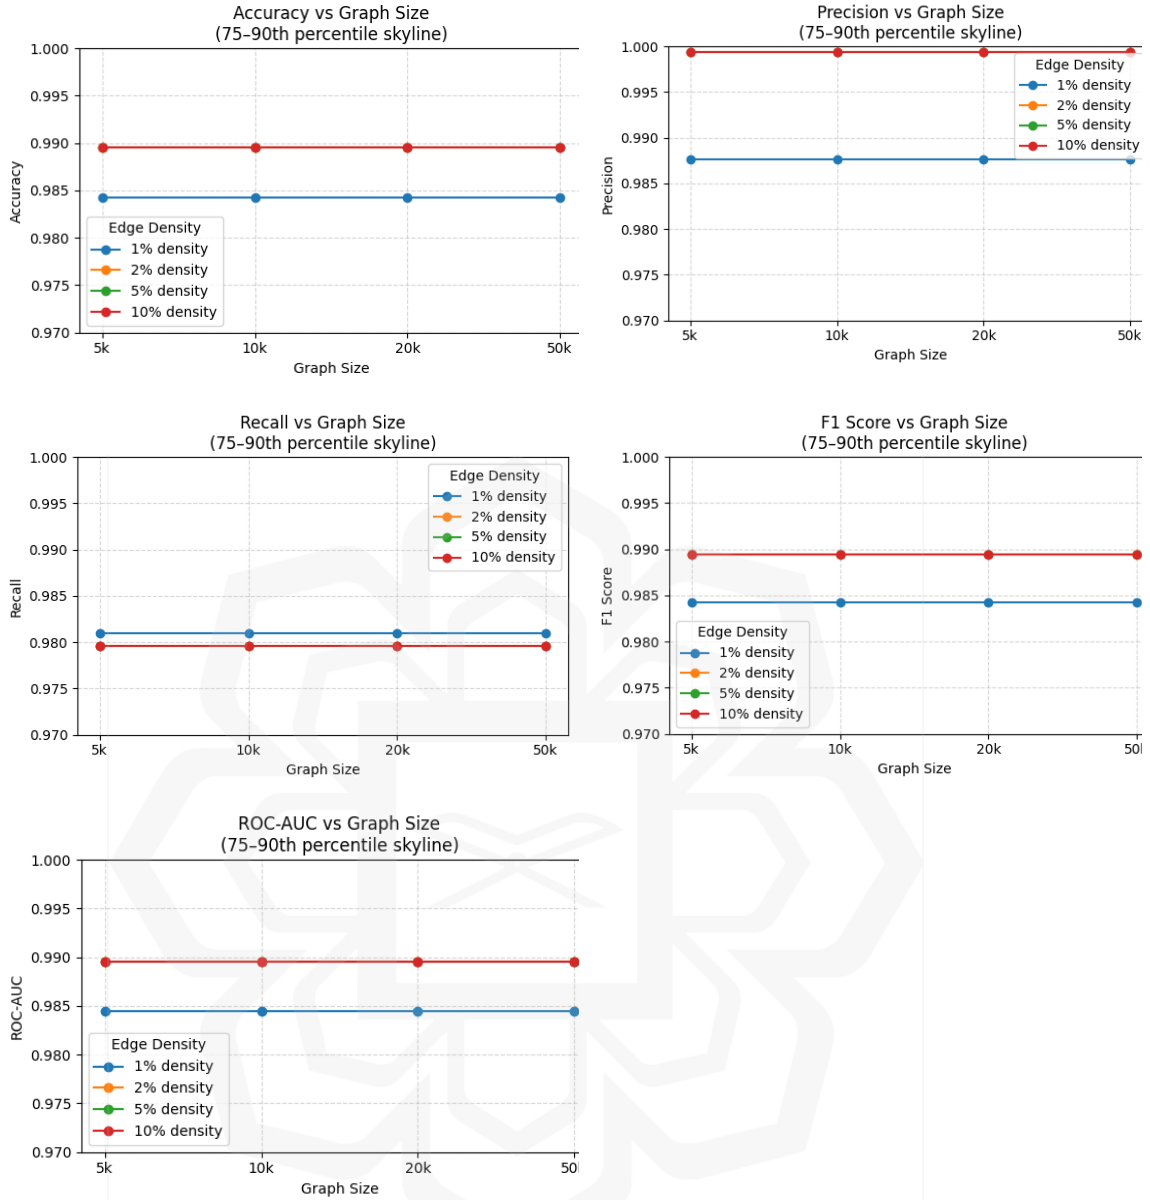 Accuracy vs Graph Size
(75–90th percentile skyline)
1.000
0.995
0.990
0.985
0.980
0.975
0.970
Accuracy
Edge Density
1% density
2% density
5% density
10% density
5k
10k
20k
50k
Graph Size
Precision vs Graph Size
(75–90th percentile skyline)
1.000
0.995
0.990
0.985
0.980
0.975
0.970
Precision
Edge Density
1% density
2% density
5% density
10% density
5k
10k
20k
50k
Graph Size
Recall vs Graph Size
(75–90th percentile skyline)
1.000
0.995
0.990
0.985
0.980
0.975
0.970
Recall
Edge Density
1% density
2% density
5% density
10% density
5k
10k
20k
50k
Graph Size
F1 Score vs Graph Size
(75–90th percentile skyline)
1.000
0.995
0.990
0.985
0.980
0.975
0.970
F1 Score
Edge Density
1% density
2% density
5% density
10% density
5k
10k
20k
50
Graph Size
ROC-AUC vs Graph Size
(75–90th percentile skyline)
1.000
0.995
0.990
0.985
0.980
0.975
0.970
ROC-AUC
Edge Density
1% density
2% density
5% density
10% density
5k
10k
20k
50
Graph Size